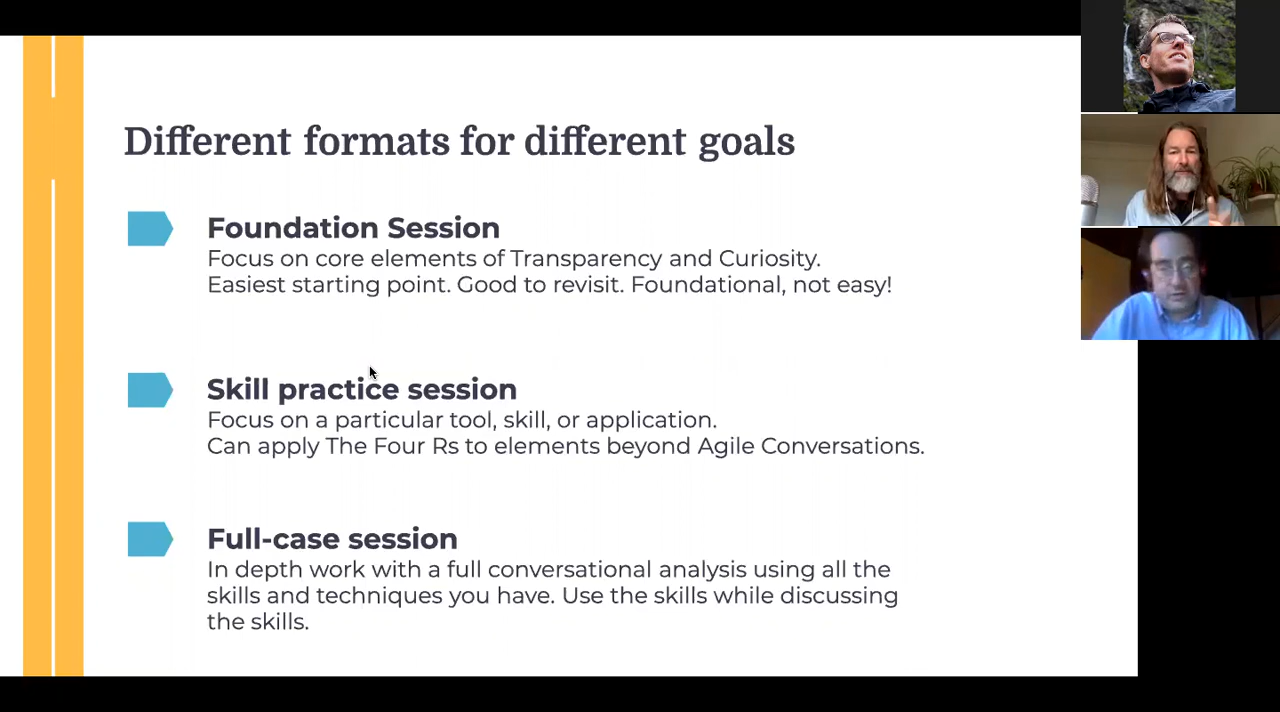 Different formats for different goals
Foundation Session
Focus on core elements of Transparency and Curiosity.
Easiest starting point. Good to revisit. Foundational, not easy!
Skill practice session
Focus on a particular tool, skill, or application.
Can apply The Four Rs to elements beyond Agile Conversations.
Full-case session
In depth work with a full conversational analysis using all the
skills and techniques you have. Use the skills while discussing
the skills.